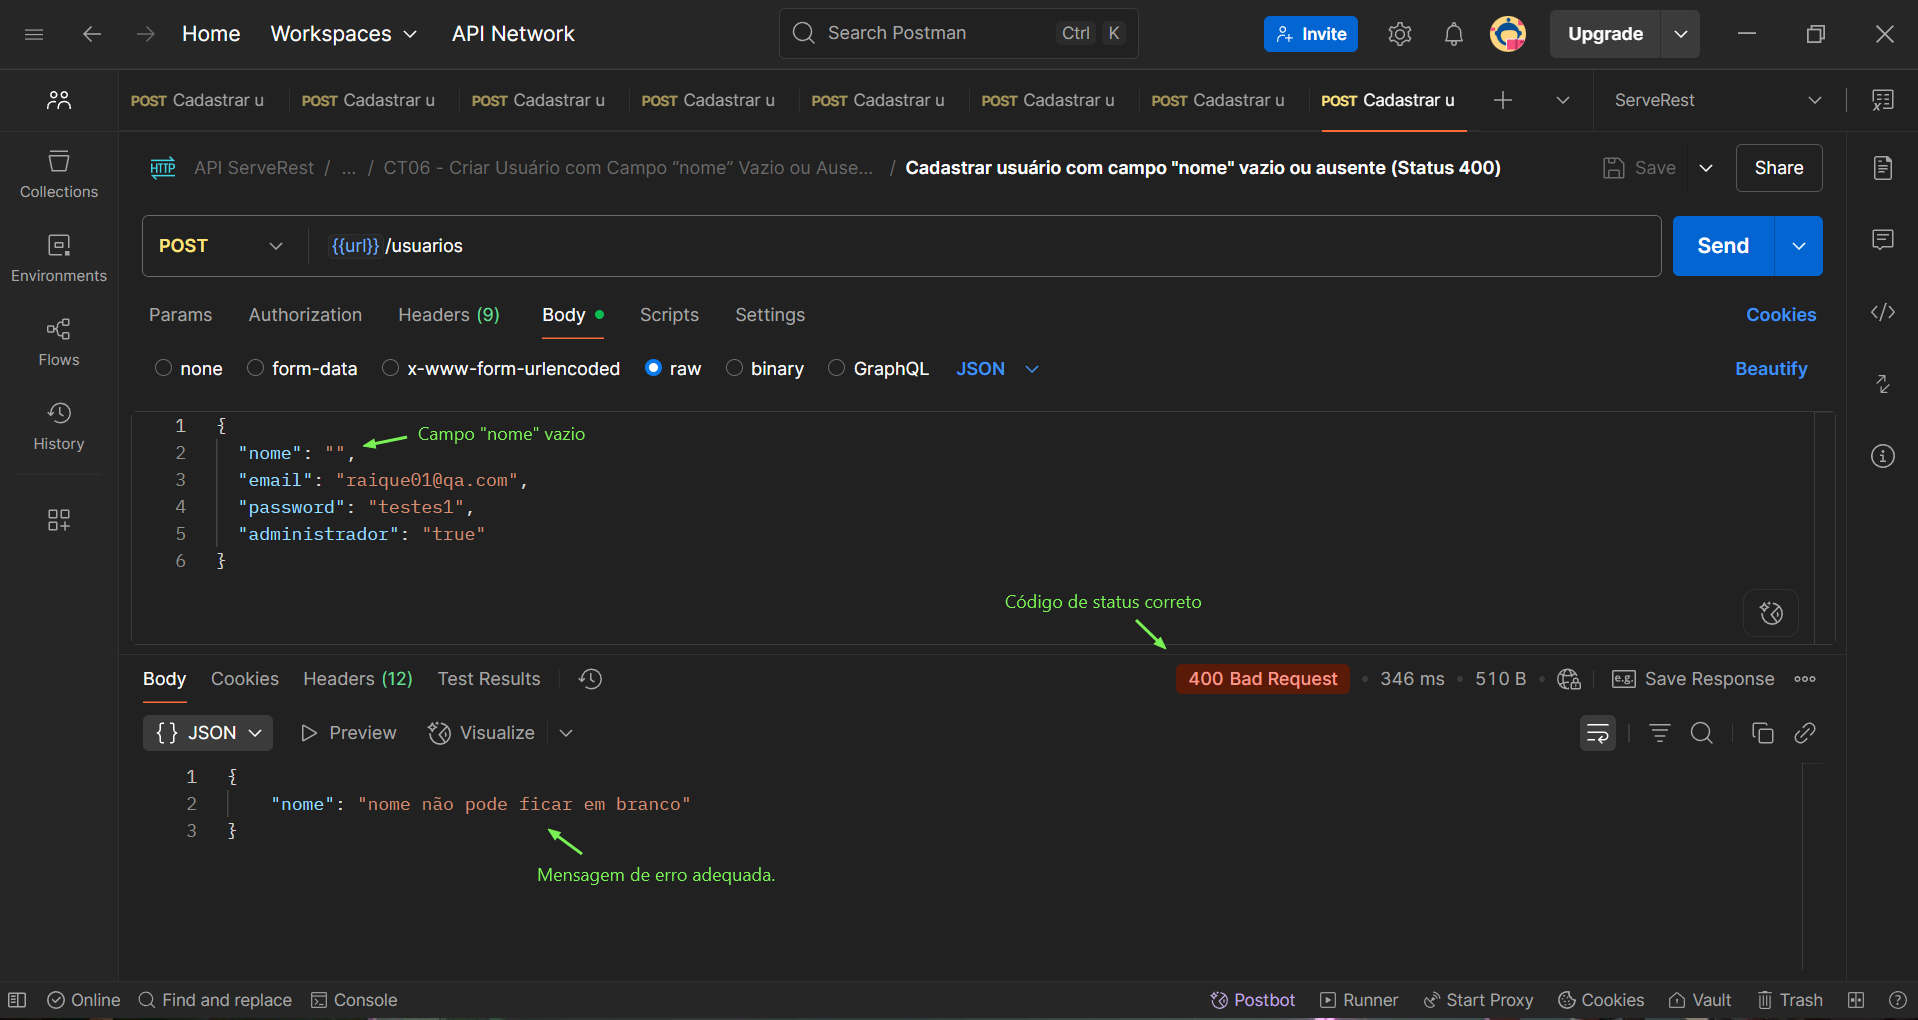 Home Workspaces API Network Search Postman Ctrl K Invite Upgrade
POST Cadastrar u POST Cadastrar u POST Cadastrar u POST Cadastrar u POST Cadastrar u POST Cadastrar u POST Cadastrar u POST Cadastrar u ServeRest
HTTP API ServeRest / ... / CT06 - Criar Usuário com Campo “nome” Vazio ou Ause... / Cadastrar usuário com campo "nome" vazio ou ausente (Status 400) Save Share
Collections
Environments
Flows
History
POST {{url}} /usuarios Send
Params Authorization Headers (9) Body Scripts Settings Cookies
none form-data x-www-form-urlencoded raw binary GraphQL JSON Beautify
1 {
Campo "nome" vazio
2 "nome": "",
3 "email": "raique01@qa.com",
4 "password": "testes1",
5 "administrador": "true"
6 }
Código de status correto
Body Cookies Headers (12) Test Results 400 Bad Request • 346 ms • 510 B • e.g. Save Response
{} JSON Preview Visualize
1 {
2 "nome": "nome não pode ficar em branco"
3 }
Mensagem de erro adequada.
Online Find and replace Console Postbot Runner Start Proxy Cookies Vault Trash